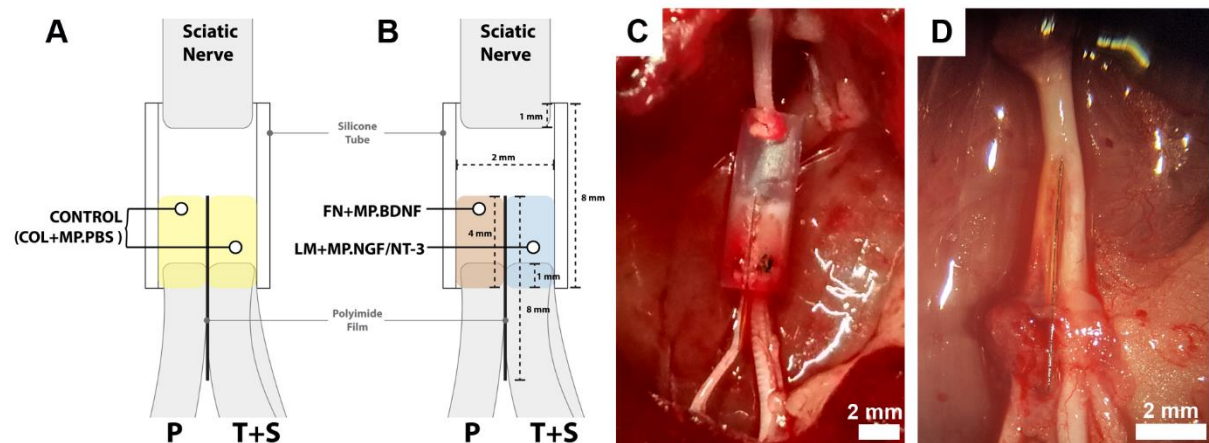 A
Sciatic
Nerve
B
Sciatic
Nerve
C
D
1 mm
Silicone
Tube
2 mm
8 mm
CONTROL
(COL+MP.PBS )
FN+MP.BDNF
4 mm
LM+MP.NGF/NT-3
1 mm
Polyimide
Film
8 mm
P
T+S
P
T+S
2 mm
2 mm